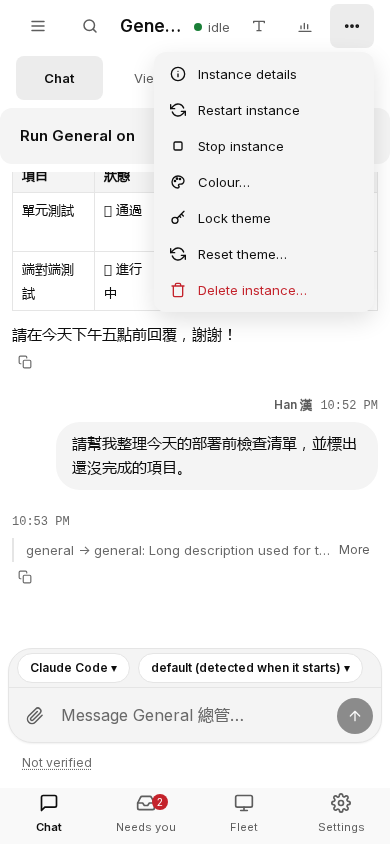 Gene… idle
Chat Vie
Instance details
Restart instance
Stop instance
Colour…
Lock theme
Reset theme…
Delete instance…
Run General on
項目 狀態
單元測試 通過
端對端測試 進行中
請在今天下午五點前回覆，謝謝！
Han 漢 10:52 PM
請幫我整理今天的部署前檢查清單，並標出
還沒完成的項目。
10:53 PM
general → general: Long description used for t… More
Claude Code ▾ default (detected when it starts) ▾
Message General 總管…
Not verified
2
Chat Needs you Fleet Settings